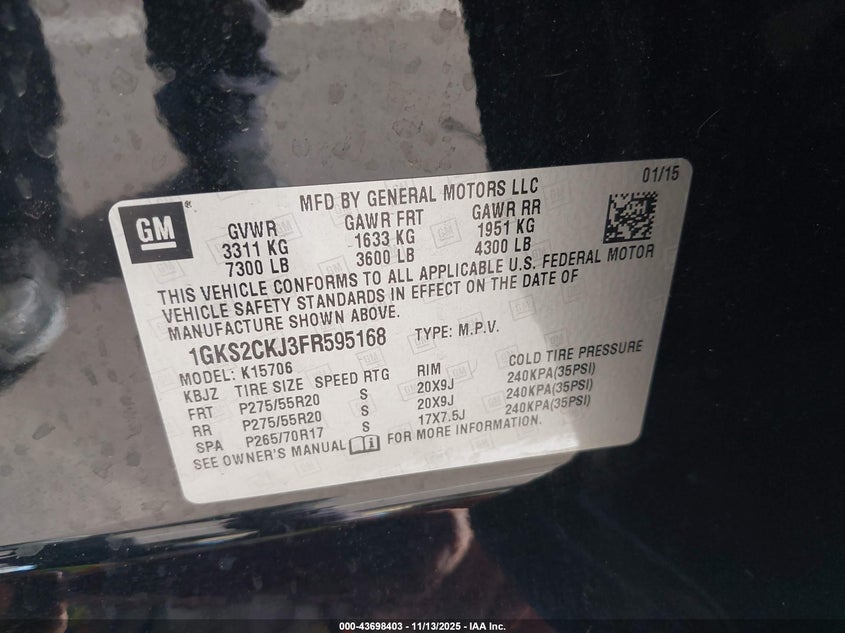 01/15
MFD BY GENERAL MOTORS LLC
GM
GVWR GAWR FRT GAWR RR
3311 KG 1633 KG 1951 KG
7300 LB 3600 LB 4300 LB
THIS VEHICLE CONFORMS TO ALL APPLICABLE U.S. FEDERAL MOTOR
VEHICLE SAFETY STANDARDS IN EFFECT ON THE DATE OF
MANUFACTURE SHOWN ABOVE.
1GKS2CKJ3FR595168 TYPE: M.P.V.
MODEL: K15706
KBJZ TIRE SIZE SPEED RTG RIM COLD TIRE PRESSURE
FRT P275/55R20 S 20X9J 240KPA(35PSI)
RR P275/55R20 S 20X9J 240KPA(35PSI)
SPA P265/70R17 S 17X7.5J 240KPA(35PSI)
SEE OWNER'S MANUAL FOR MORE INFORMATION.
000-43698403 - 11/13/2025 - IAA Inc.